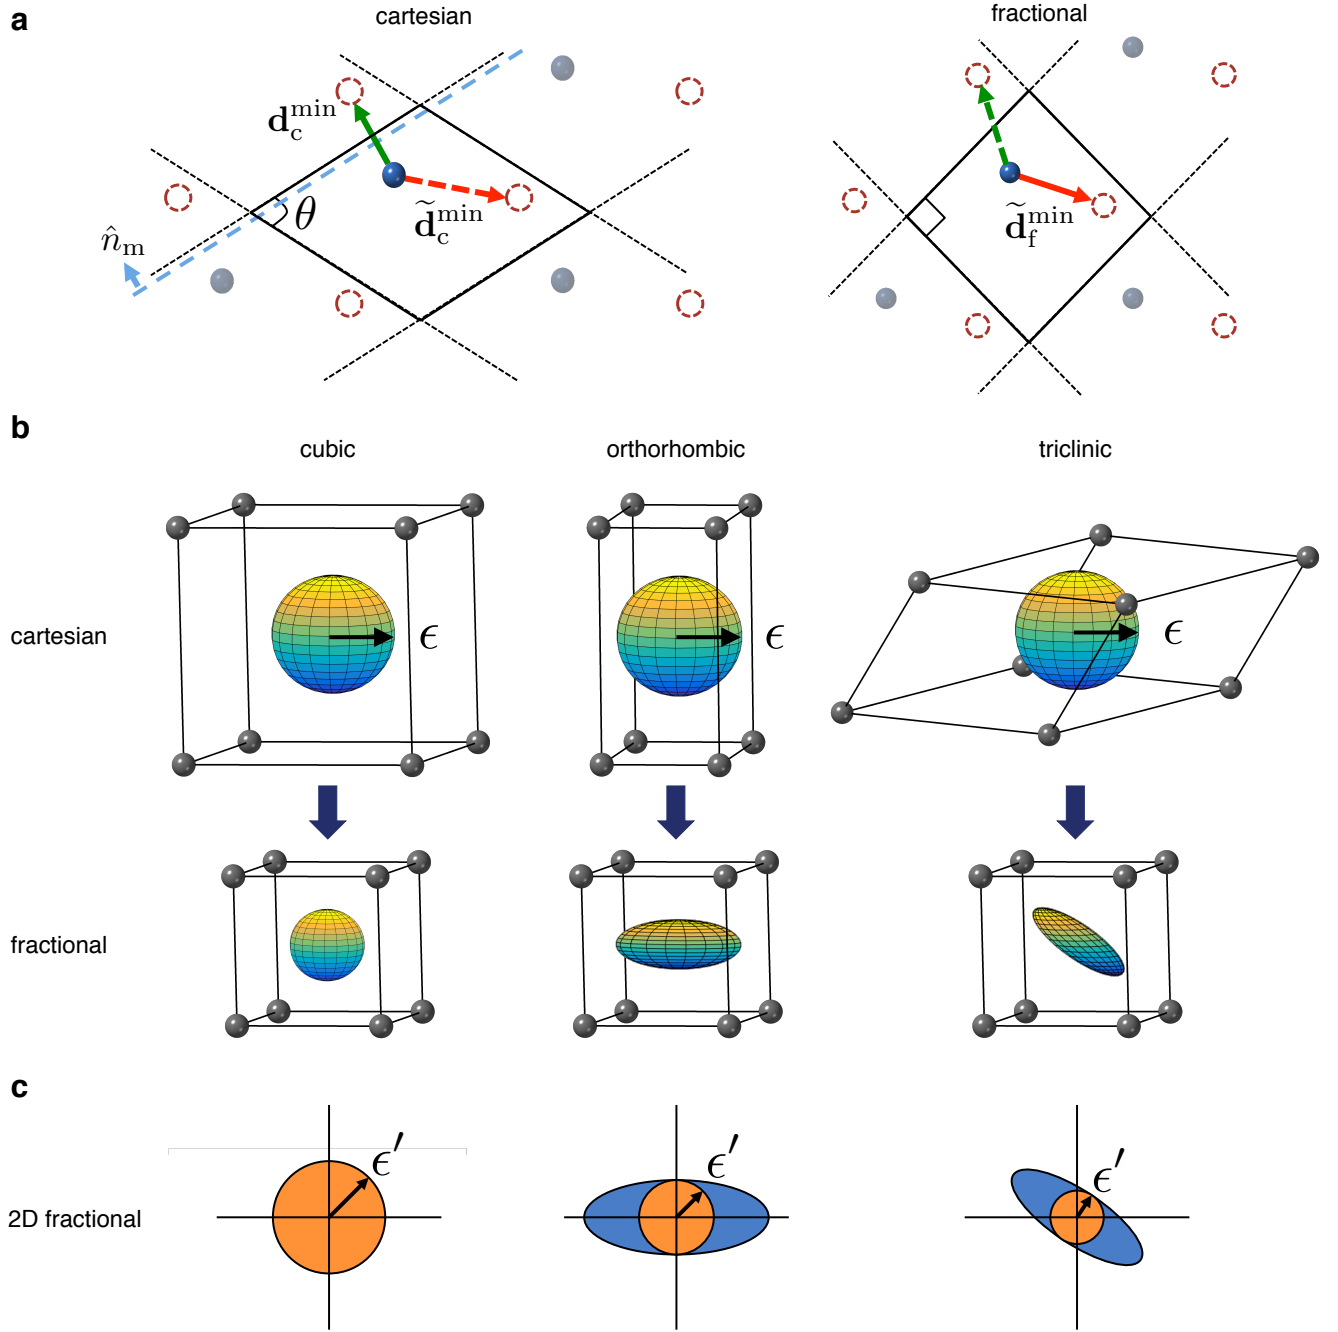 a
cartesian
fractional
d_c^min
θ
d̃_c^min
n̂_m
d̃_f^min
b
cubic
orthorhombic
triclinic
cartesian
ϵ
ϵ
ϵ
fractional
c
ϵ′
ϵ′
ϵ′
2D fractional